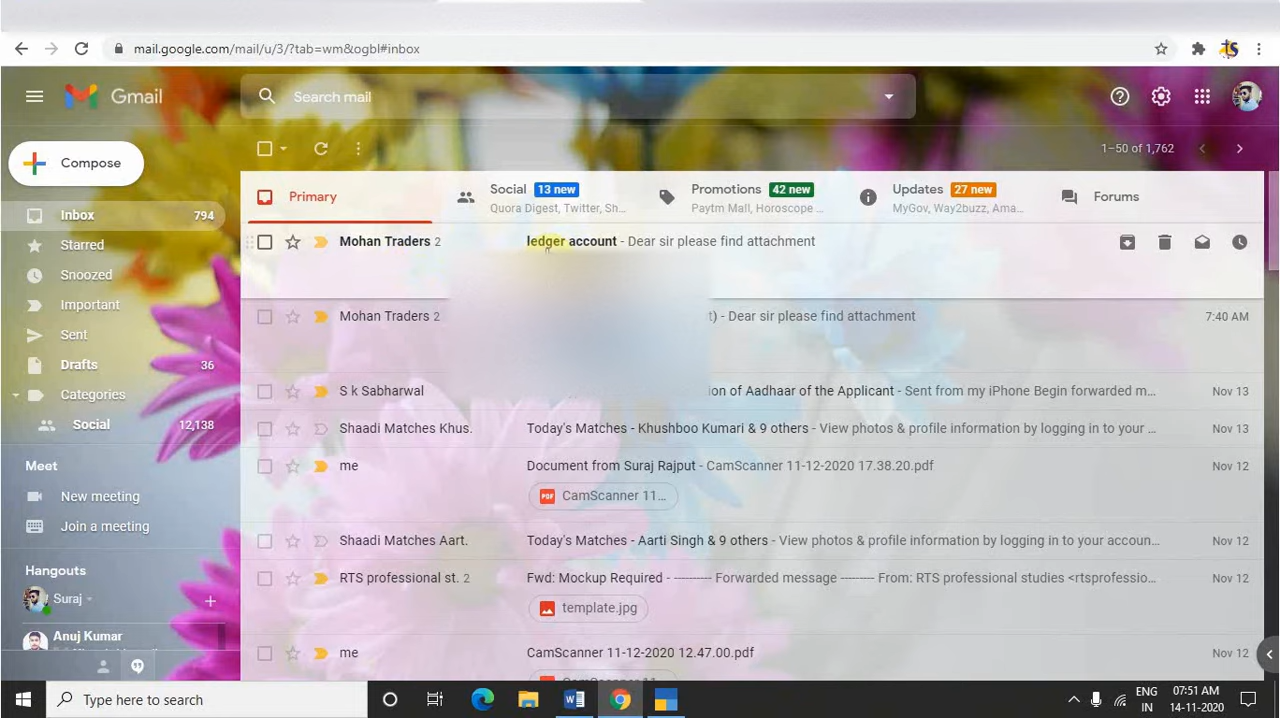 mail.google.com/mail/u/3/?tab=wm&ogbl#inbox
Gmail
Search mail
Compose
1–50 of 1,762
Primary
Social 13 new
Quora Digest, Twitter, Sh...
Promotions 42 new
Paytm Mall, Horoscope ...
Updates 27 new
MyGov, Way2buzz, Ama...
Forums
Inbox 794
Starred
Snoozed
Important
Sent
Drafts 36
Categories
Social 12,138
Meet
New meeting
Join a meeting
Hangouts
Suraj
Anuj Kumar
Mohan Traders 2 ledger account - Dear sir please find attachment
Mohan Traders 2 t) - Dear sir please find attachment 7:40 AM
S k Sabharwal ion of Aadhaar of the Applicant - Sent from my iPhone Begin forwarded m... Nov 13
Shaadi Matches Khus. Today's Matches - Khushboo Kumari & 9 others - View photos & profile information by logging in to your ... Nov 13
me Document from Suraj Rajput - CamScanner 11-12-2020 17.38.20.pdf Nov 12
PDF CamScanner 11...
Shaadi Matches Aart. Today's Matches - Aarti Singh & 9 others - View photos & profile information by logging in to your accoun... Nov 12
RTS professional st. 2 Fwd: Mockup Required - ---------- Forwarded message --------- From: RTS professional studies <rtsprofessio... Nov 12
template.jpg
me CamScanner 11-12-2020 12.47.00.pdf Nov 12
Type here to search
ENG
IN
07:51 AM
14-11-2020